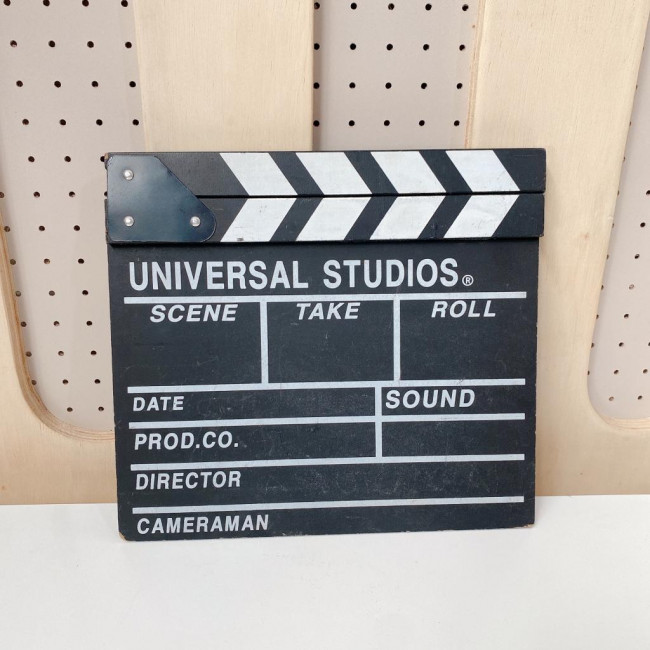 UNIVERSAL STUDIOS®
SCENE TAKE ROLL
DATE SOUND
PROD.CO.
DIRECTOR
CAMERAMAN